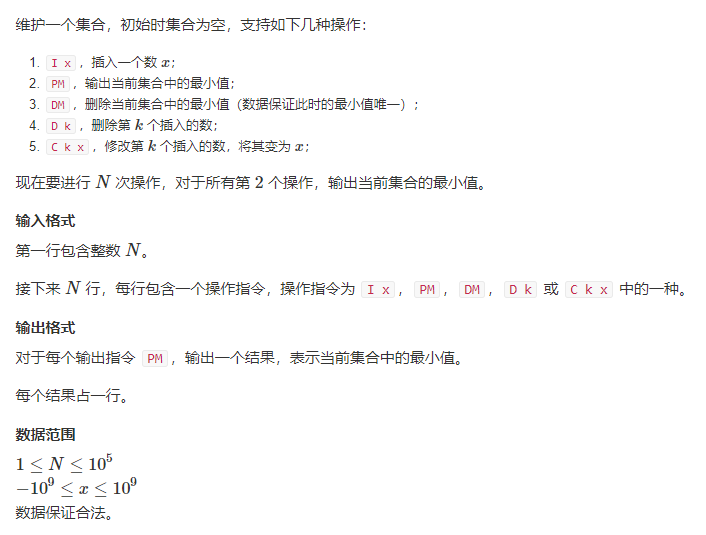 维护一个集合，初始时集合为空，支持如下几种操作：
1. I x，插入一个数 x；
2. PM，输出当前集合中的最小值；
3. DM，删除当前集合中的最小值（数据保证此时的最小值唯一）；
4. D k，删除第 k 个插入的数；
5. C k x，修改第 k 个插入的数，将其变为 x；
现在要进行 N 次操作，对于所有第 2 个操作，输出当前集合的最小值。
输入格式
第一行包含整数 N。
接下来 N 行，每行包含一个操作指令，操作指令为 I x，PM，DM，D k 或 C k x 中的一种。
输出格式
对于每个输出指令 PM，输出一个结果，表示当前集合中的最小值。
每个结果占一行。
数据范围
1 ≤ N ≤ 10⁵
−10⁹ ≤ x ≤ 10⁹
数据保证合法。